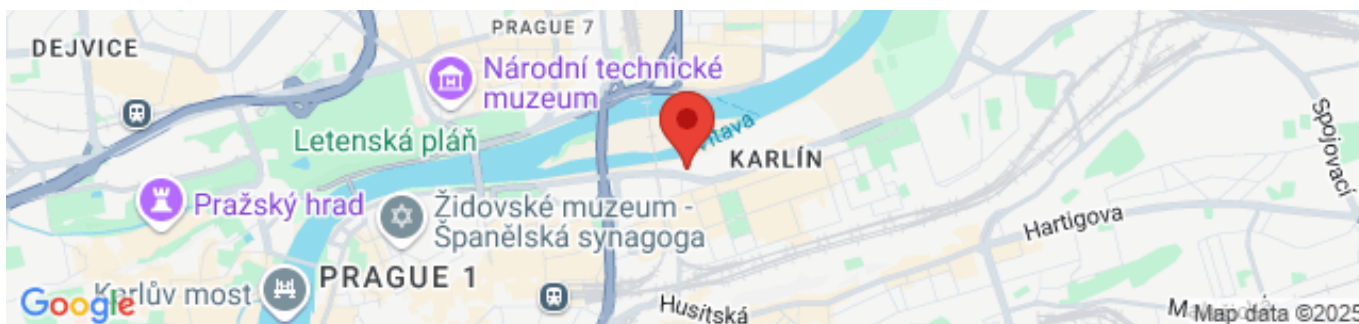 DEJVICE
PRAGUE 7
Národní technické
muzeum
Letenská pláň
Vltava
KARLÍN
Spojovací
Pražský hrad
Židovské muzeum -
Španělská synagoga
Hartigova
Karlův most
PRAGUE 1
Husitská
Google
Map data ©2025